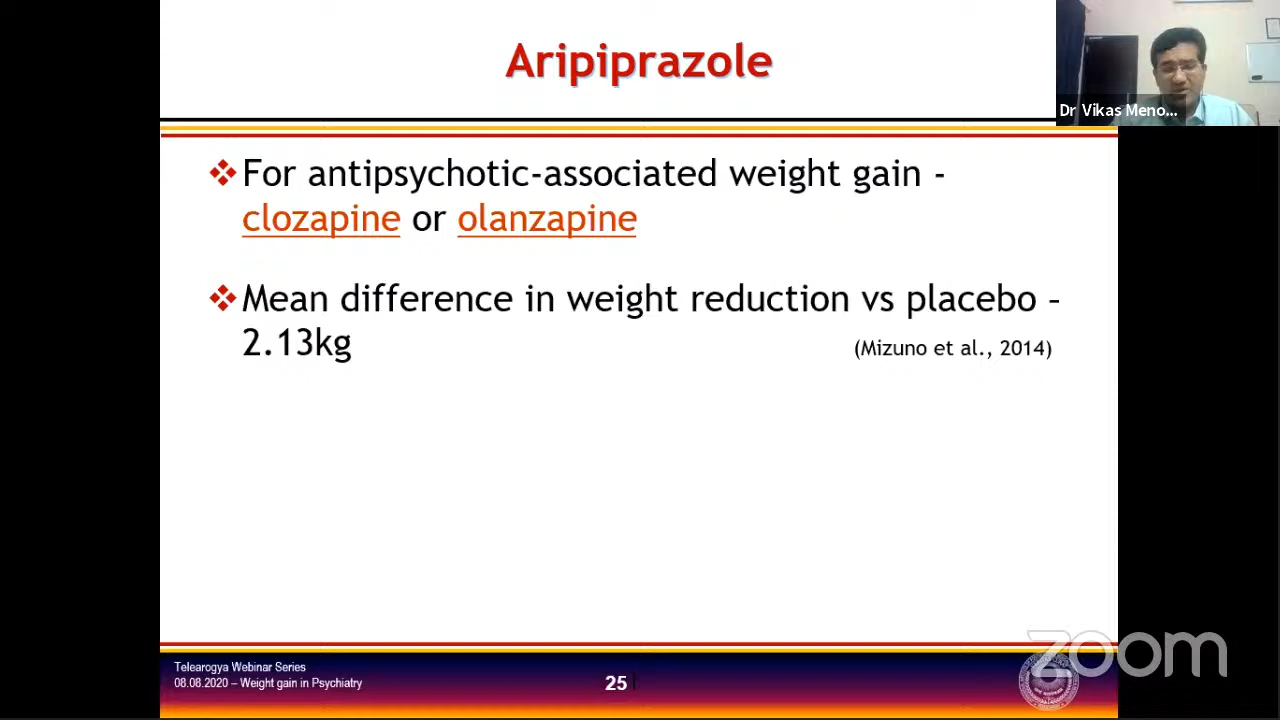 Aripiprazole
Dr Vikas Meno...
❖For antipsychotic-associated weight gain -
clozapine or olanzapine
❖Mean difference in weight reduction vs placebo –
2.13kg
(Mizuno et al., 2014)
Telearogya Webinar Series
08.08.2020 – Weight gain in Psychiatry
25
zoom